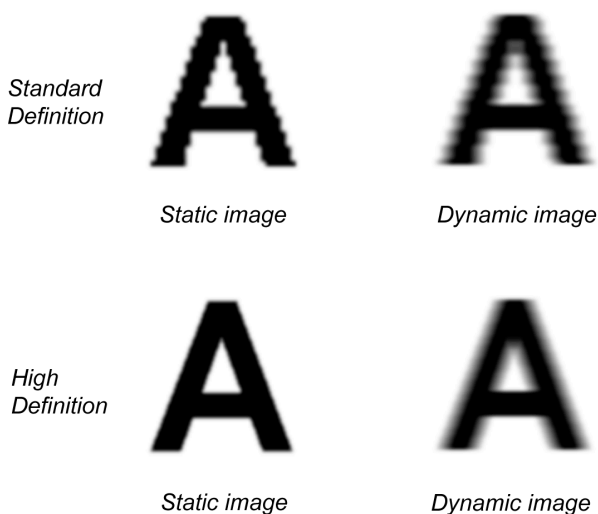 A A
Standard
Definition
Static image Dynamic image
A A
High
Definition
Static image Dynamic image